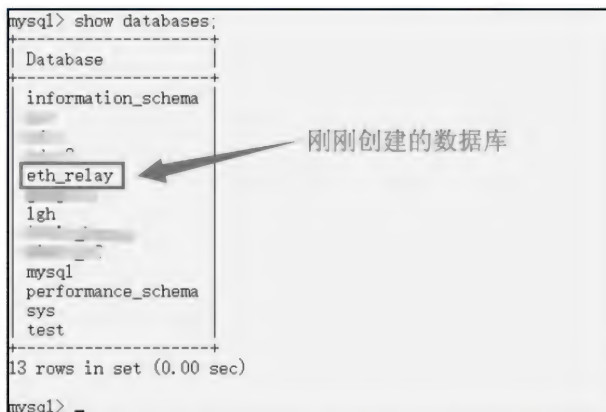 mysql> show databases;
+--------------------+
| Database |
+--------------------+
| information_schema |
eth_relay
刚刚创建的数据库
lgh
mysql
performance_schema
sys
test
+--------------------+
13 rows in set (0.00 sec)
mysql> _